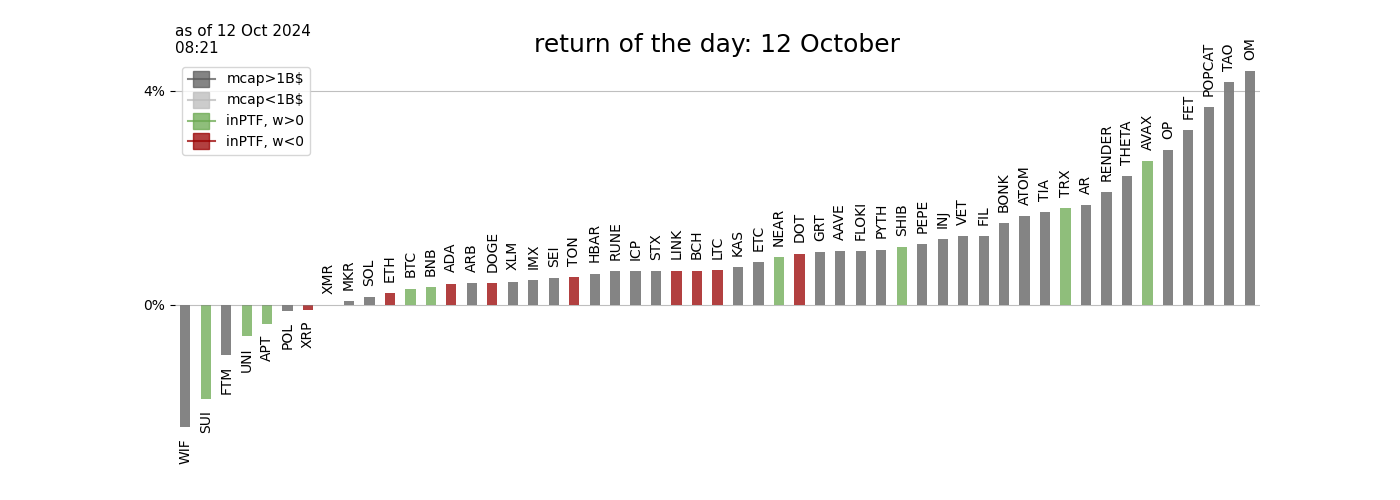 as of 12 Oct 2024
08:21
return of the day: 12 October
mcap>1B$
mcap<1B$
inPTF, w>0
inPTF, w<0
4%
0%
WIF
SUI
FTM
UNI
APT
POL
XRP
XMR
MKR
SOL
ETH
BTC
BNB
ADA
ARB
DOGE
XLM
IMX
SEI
TON
HBAR
RUNE
ICP
STX
LINK
BCH
LTC
KAS
ETC
NEAR
DOT
GRT
AAVE
FLOKI
PYTH
SHIB
PEPE
INJ
VET
FIL
BONK
ATOM
TIA
TRX
AR
RENDER
THETA
AVAX
OP
FET
POPCAT
TAO
OM